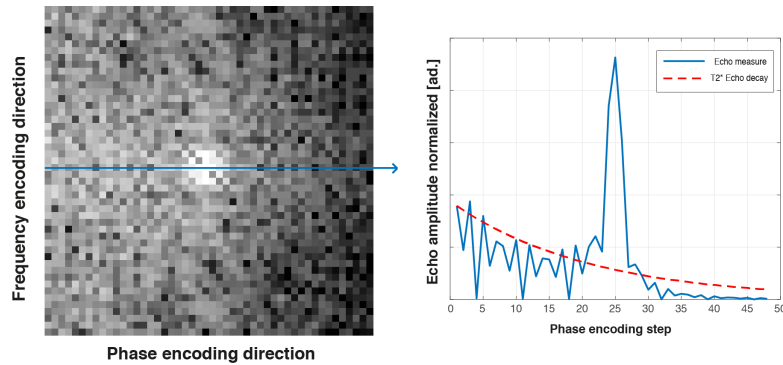 Frequency encoding direction
Phase encoding direction
Echo amplitude normalized [ad.]
Echo measure
T2* Echo decay
0 5 10 15 20 25 30 35 40 45 50
Phase encoding step